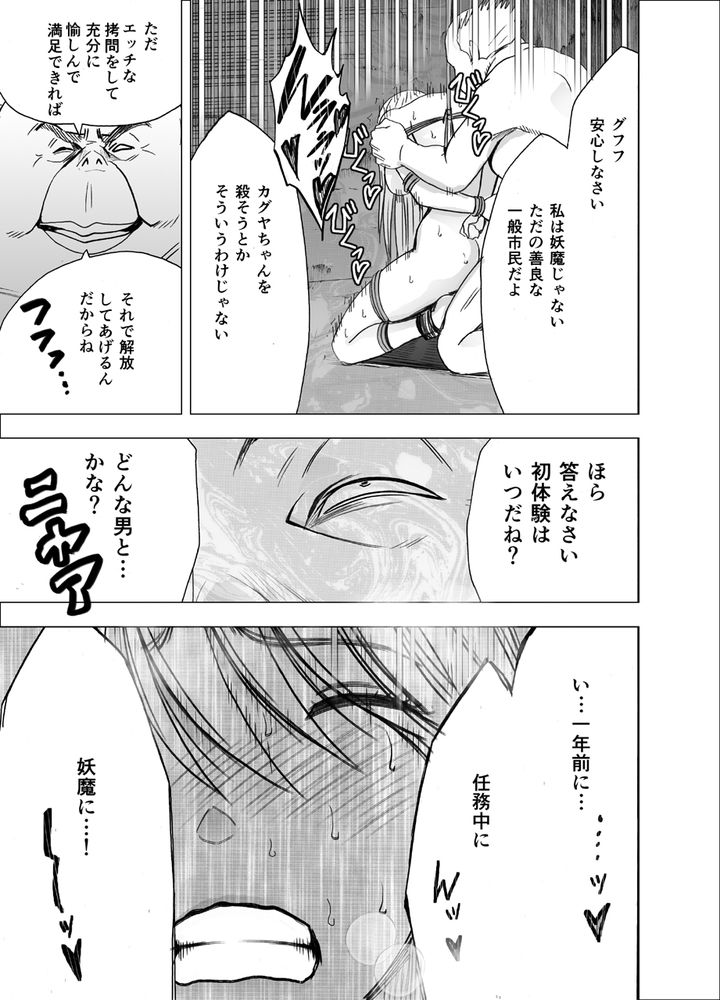 グフフ
安心しなさい
私は妖魔じゃない
ただの善良な
一般市民だよ
カグヤちゃんを
殺そうとか
そういうわけじゃない
ただ
エッチな
拷問をして
充分に
愉しんで
満足できれば
それで解放
してあげるん
だからね
フフフ…
ほら
答えなさい
初体験は
いつだね?
どんな男と…
かな?
ニャア
い…一年前に…
任務中に
妖魔に…!